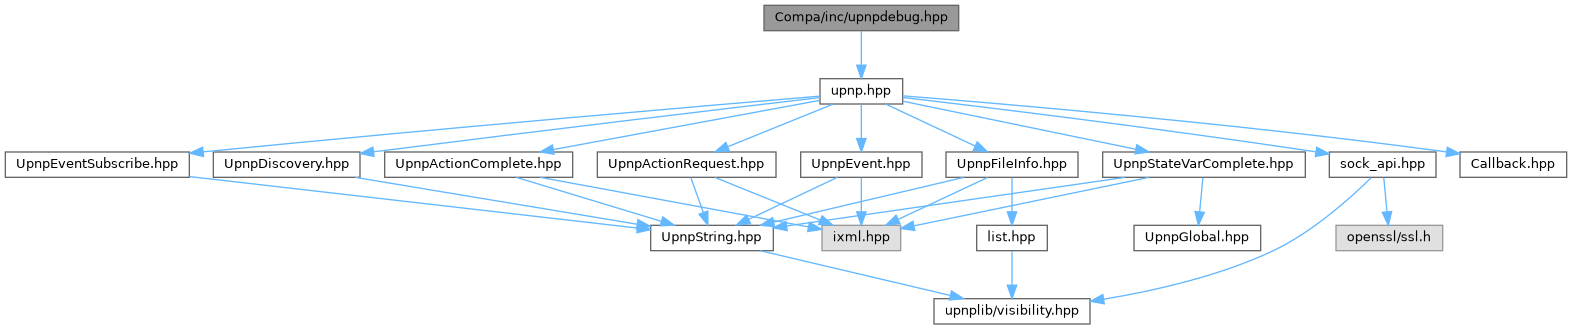 Compa/inc/upnpdebug.hpp
upnp.hpp
UpnpEventSubscribe.hpp
UpnpDiscovery.hpp
UpnpActionComplete.hpp
UpnpActionRequest.hpp
UpnpEvent.hpp
UpnpFileInfo.hpp
UpnpStateVarComplete.hpp
sock_api.hpp
Callback.hpp
UpnpString.hpp
ixml.hpp
list.hpp
UpnpGlobal.hpp
openssl/ssl.h
upnplib/visibility.hpp